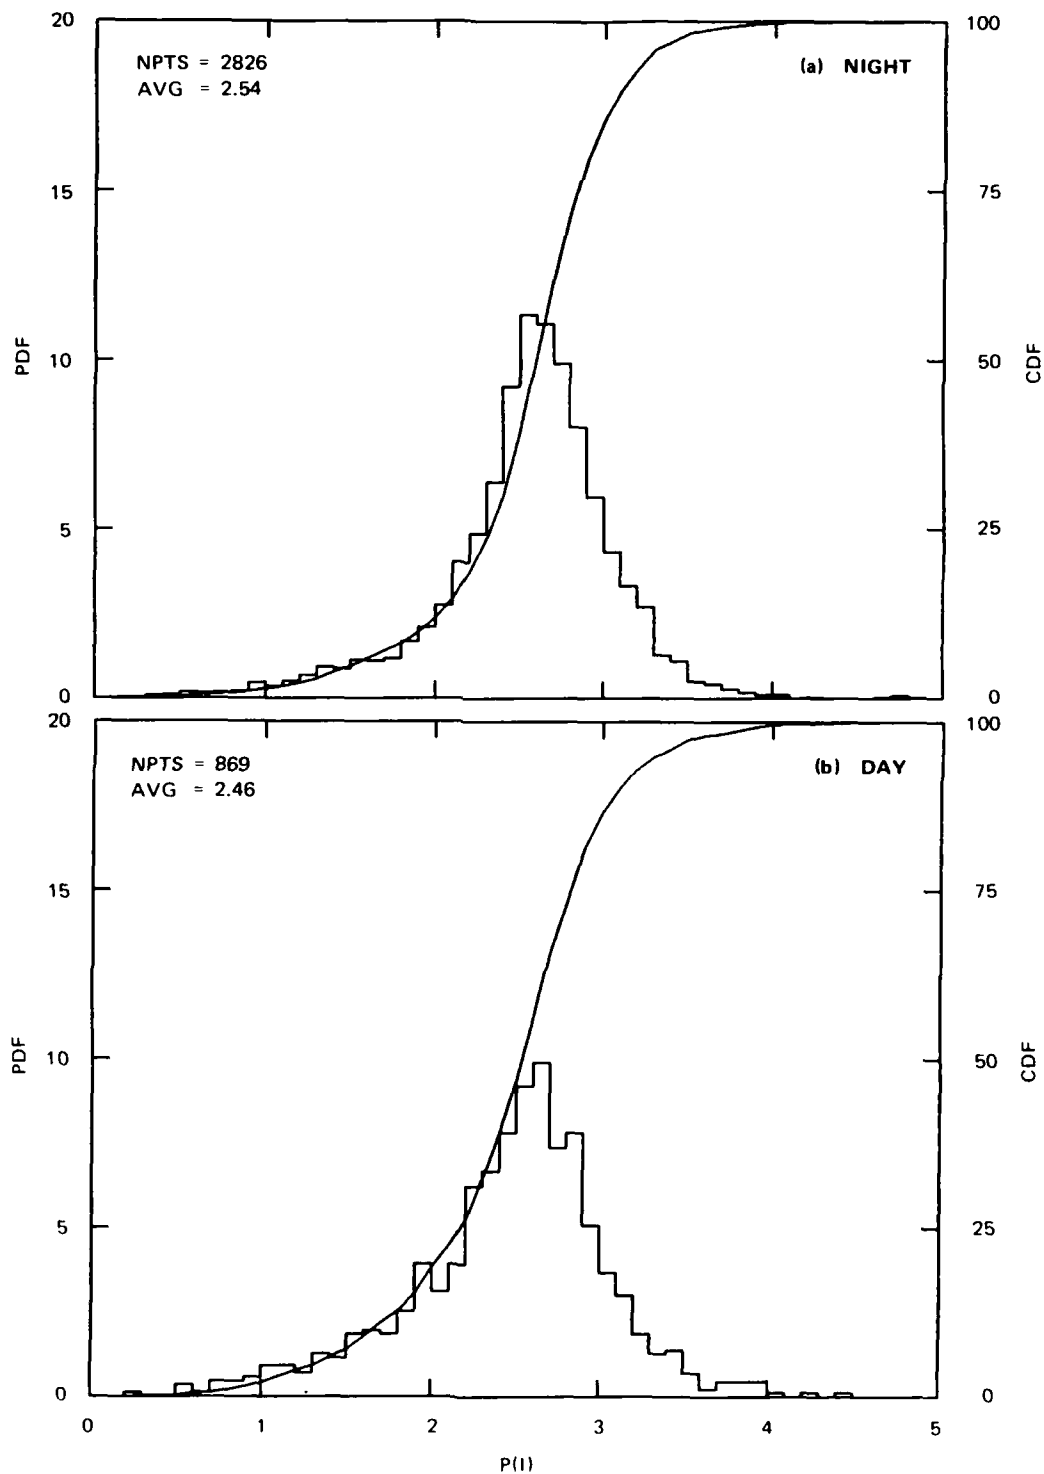 20
100
NPTS = 2826
AVG = 2.54
(a) NIGHT
15
75
PDF
10
50
CDF
5
25
0
0
20
100
NPTS = 869
AVG = 2.46
(b) DAY
15
75
PDF
10
50
CDF
5
25
0
0
0 1 2 3 4 5
P(I)